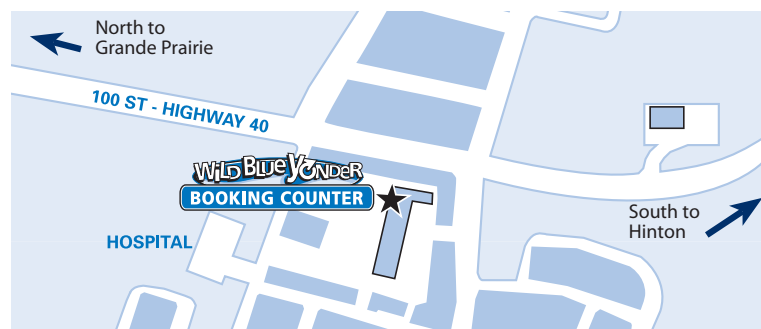 North to
Grande Prairie
100 ST - HIGHWAY 40
WiLD BLUE YONDeR
BOOKING COUNTER
South to
Hinton
HOSPITAL